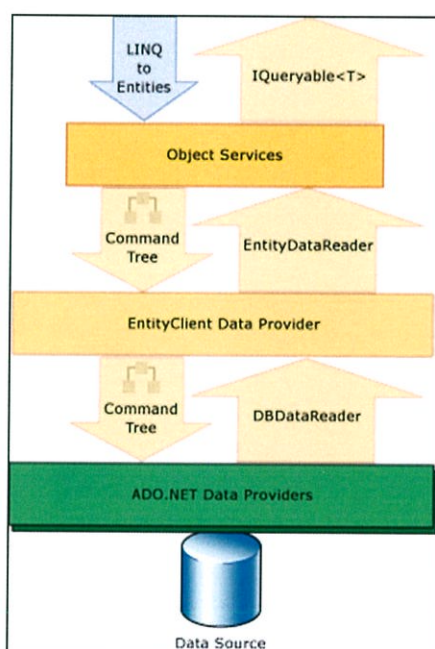 LINQ
to
Entities
IQueryable<T>
Object Services
Command
Tree
EntityDataReader
EntityClient Data Provider
Command
Tree
DBDataReader
ADO.NET Data Providers
Data Source